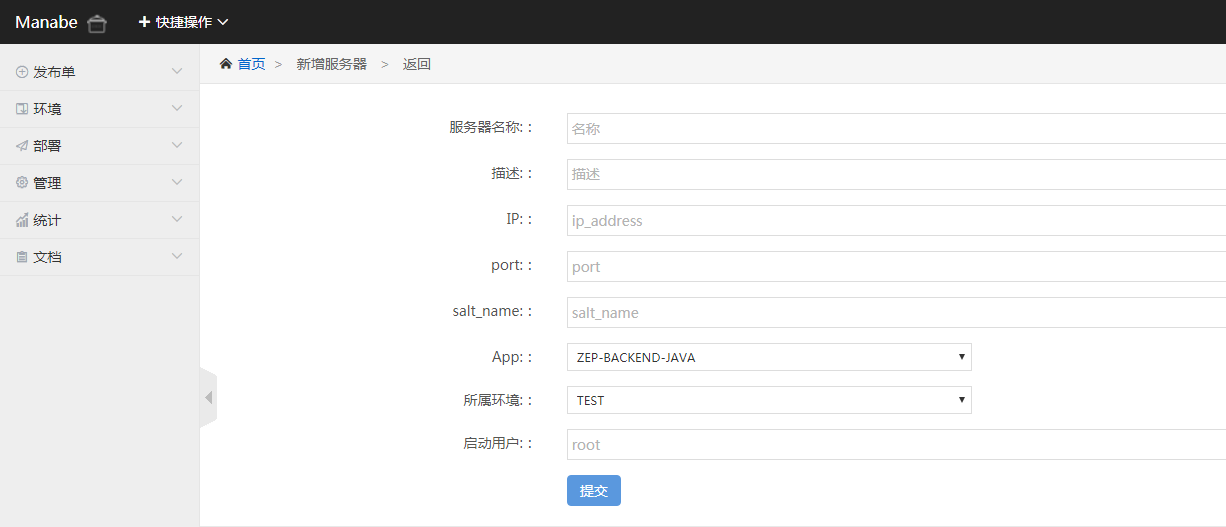 Manabe 快捷操作
发布单
环境
部署
管理
统计
文档
首页 > 新增服务器 > 返回
服务器名称: : 名称
描述: : 描述
IP: : ip_address
port: : port
salt_name: : salt_name
App: : ZEP-BACKEND-JAVA
所属环境: : TEST
启动用户: : root
提交